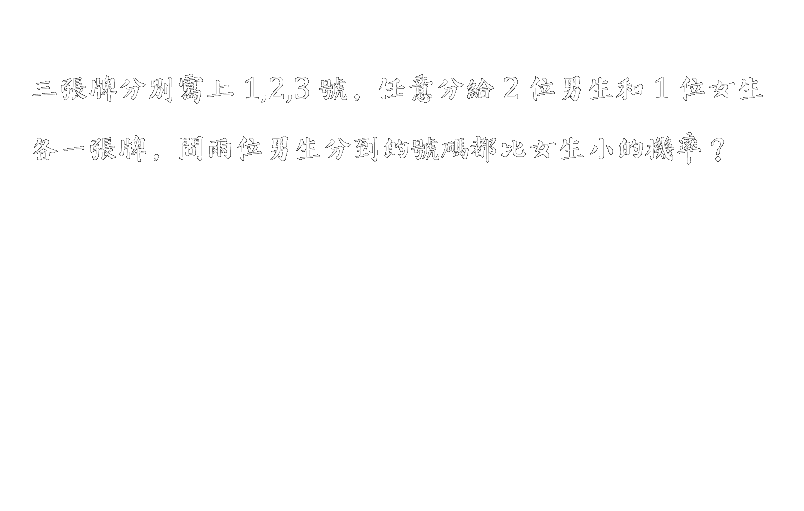 三張牌分別寫上 1,2,3 號，任意分給 2 位男生和 1 位女生
各一張牌，問兩位男生分到的號碼都比女生小的機率？